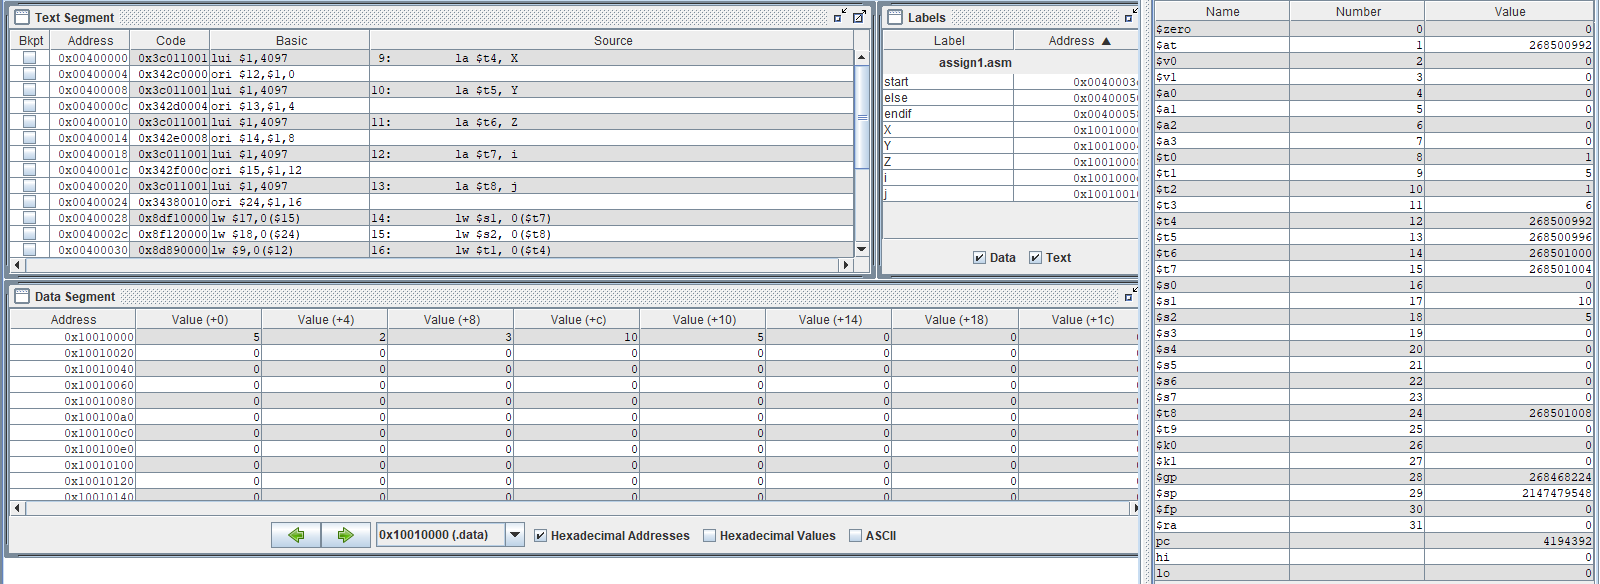 Text Segment
Bkpt Address Code Basic Source
0x00400000 0x3c011001 lui $1,4097 9: la $t4, X
0x00400004 0x342c0000 ori $12,$1,0
0x00400008 0x3c011001 lui $1,4097 10: la $t5, Y
0x0040000c 0x342d0004 ori $13,$1,4
0x00400010 0x3c011001 lui $1,4097 11: la $t6, Z
0x00400014 0x342e0008 ori $14,$1,8
0x00400018 0x3c011001 lui $1,4097 12: la $t7, i
0x0040001c 0x342f000c ori $15,$1,12
0x00400020 0x3c011001 lui $1,4097 13: la $t8, j
0x00400024 0x34380010 ori $24,$1,16
0x00400028 0x8df10000 lw $17,0($15) 14: lw $s1, 0($t7)
0x0040002c 0x8f120000 lw $18,0($24) 15: lw $s2, 0($t8)
0x00400030 0x8d890000 lw $9,0($12) 16: lw $t1, 0($t4)
Labels
Label Address ▲
assign1.asm
start 0x0040003
else 0x0040005
endif 0x0040005
X 0x1001000
Y 0x1001000
Z 0x1001000
i 0x1001000
j 0x1001001
Data Text
Data Segment
Address Value (+0) Value (+4) Value (+8) Value (+c) Value (+10) Value (+14) Value (+18) Value (+1c)
0x10010000 5 2 3 10 5 0 0
0x10010020 0 0 0 0 0 0 0
0x10010040 0 0 0 0 0 0 0
0x10010060 0 0 0 0 0 0 0
0x10010080 0 0 0 0 0 0 0
0x100100a0 0 0 0 0 0 0 0
0x100100c0 0 0 0 0 0 0 0
0x100100e0 0 0 0 0 0 0 0
0x10010100 0 0 0 0 0 0 0
0x10010120 0 0 0 0 0 0 0
0x10010140 0 0 0 0 0 0 0
0x10010000 (.data) Hexadecimal Addresses Hexadecimal Values ASCII
Name Number Value
$zero 0 0
$at 1 268500992
$v0 2 0
$v1 3 0
$a0 4 0
$a1 5 0
$a2 6 0
$a3 7 0
$t0 8 1
$t1 9 5
$t2 10 1
$t3 11 6
$t4 12 268500992
$t5 13 268500996
$t6 14 268501000
$t7 15 268501004
$s0 16 0
$s1 17 10
$s2 18 5
$s3 19 0
$s4 20 0
$s5 21 0
$s6 22 0
$s7 23 0
$t8 24 268501008
$t9 25 0
$k0 26 0
$k1 27 0
$gp 28 268468224
$sp 29 2147479548
$fp 30 0
$ra 31 0
pc 4194392
hi 0
lo 0